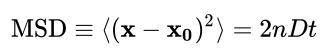 MSD ≡ ⟨(𝐱 − 𝐱₀)²⟩ = 2nDt